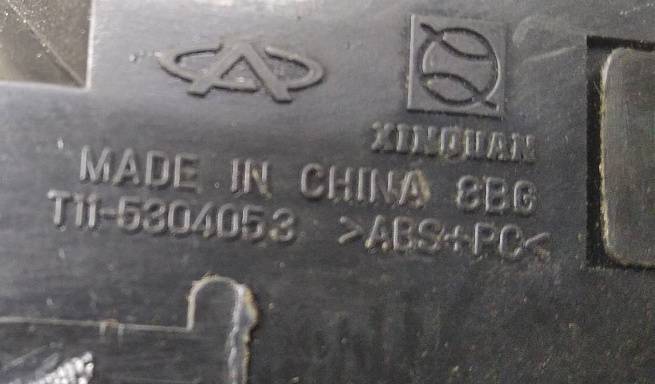 XINQUAN
MADE IN CHINA 8BG
T11-5304053 >ABS+PC<